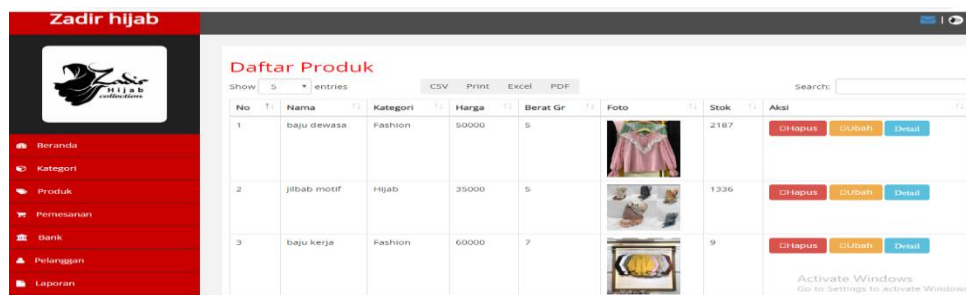 Zadir hijab
Zadir
Hijab
collection
Beranda
Kategori
Produk
Pemesanan
Bank
Pelanggan
Laporan
Daftar Produk
Show 5 entries CSV Print Excel PDF Search:
No Nama Kategori Harga Berat Gr Foto Stok Aksi
1 baju dewasa Fashion 50000 5 2187 Hapus Ubah Detail
2 jilbab motif Hijab 35000 5 1336 Hapus Ubah Detail
3 baju kerja Fashion 60000 7 9 Hapus Ubah Detail
Activate Windows
Go to Settings to activate Windows